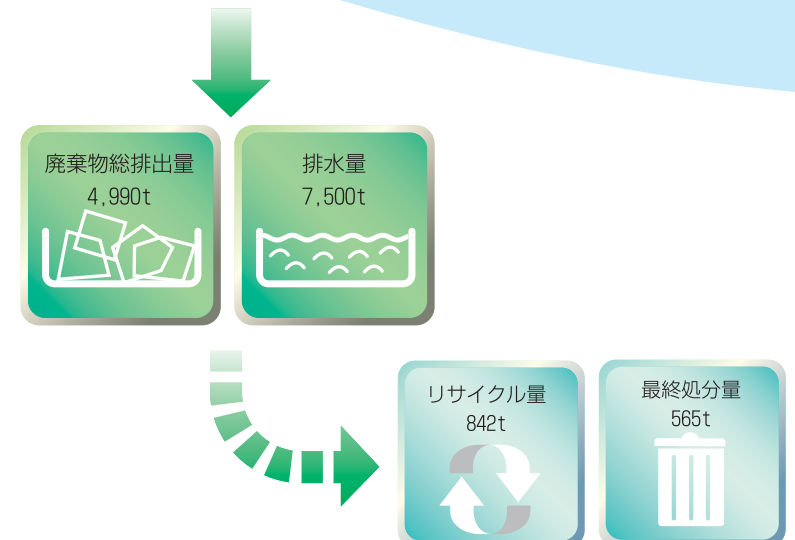 廃棄物総排出量
4,990t
排水量
7,500t
リサイクル量
842t
最終処分量
565t